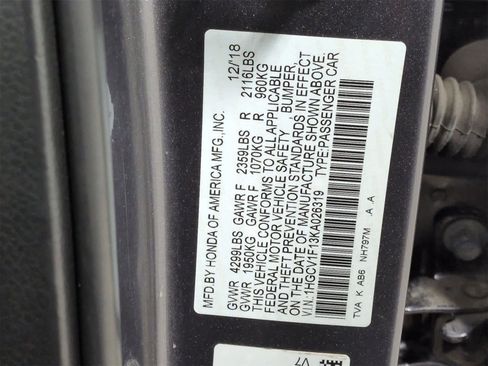 MFD BY HONDA OF AMERICA MFG.,INC. 12/'18
GVWR 4299LBS GAWR F 2359LBS R 2116LBS
GVWR 1950KG GAWR F 1070KG R 960KG
THIS VEHICLE CONFORMS TO ALL APPLICABLE
FEDERAL MOTOR VEHICLE SAFETY , BUMPER,
AND THEFT PREVENTION STANDARDS IN EFFECT
ON THE DATE OF MANUFACTURE SHOWN ABOVE.
V.I.N.:1HGCV1F13KA026319 TYPE:PASSENGER CAR
TVA K AB6 NH797M .A .A